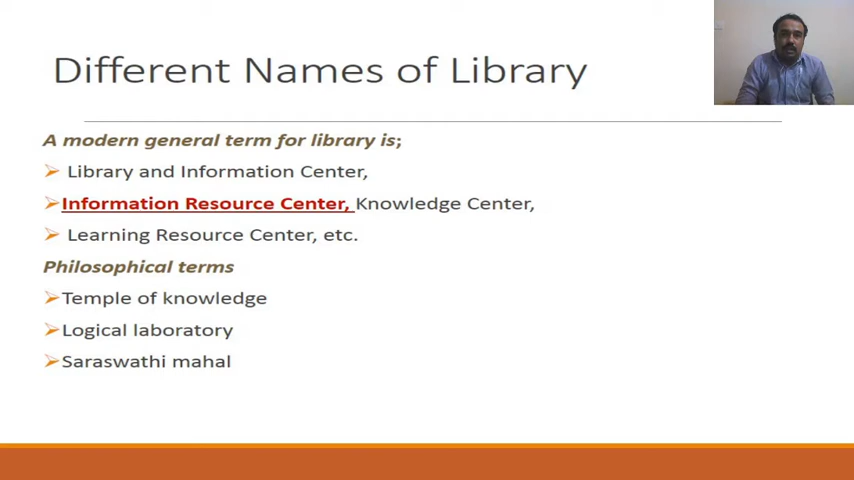 Different Names of Library
A modern general term for library is;
Library and Information Center,
Information Resource Center, Knowledge Center,
Learning Resource Center, etc.
Philosophical terms
Temple of knowledge
Logical laboratory
Saraswathi mahal